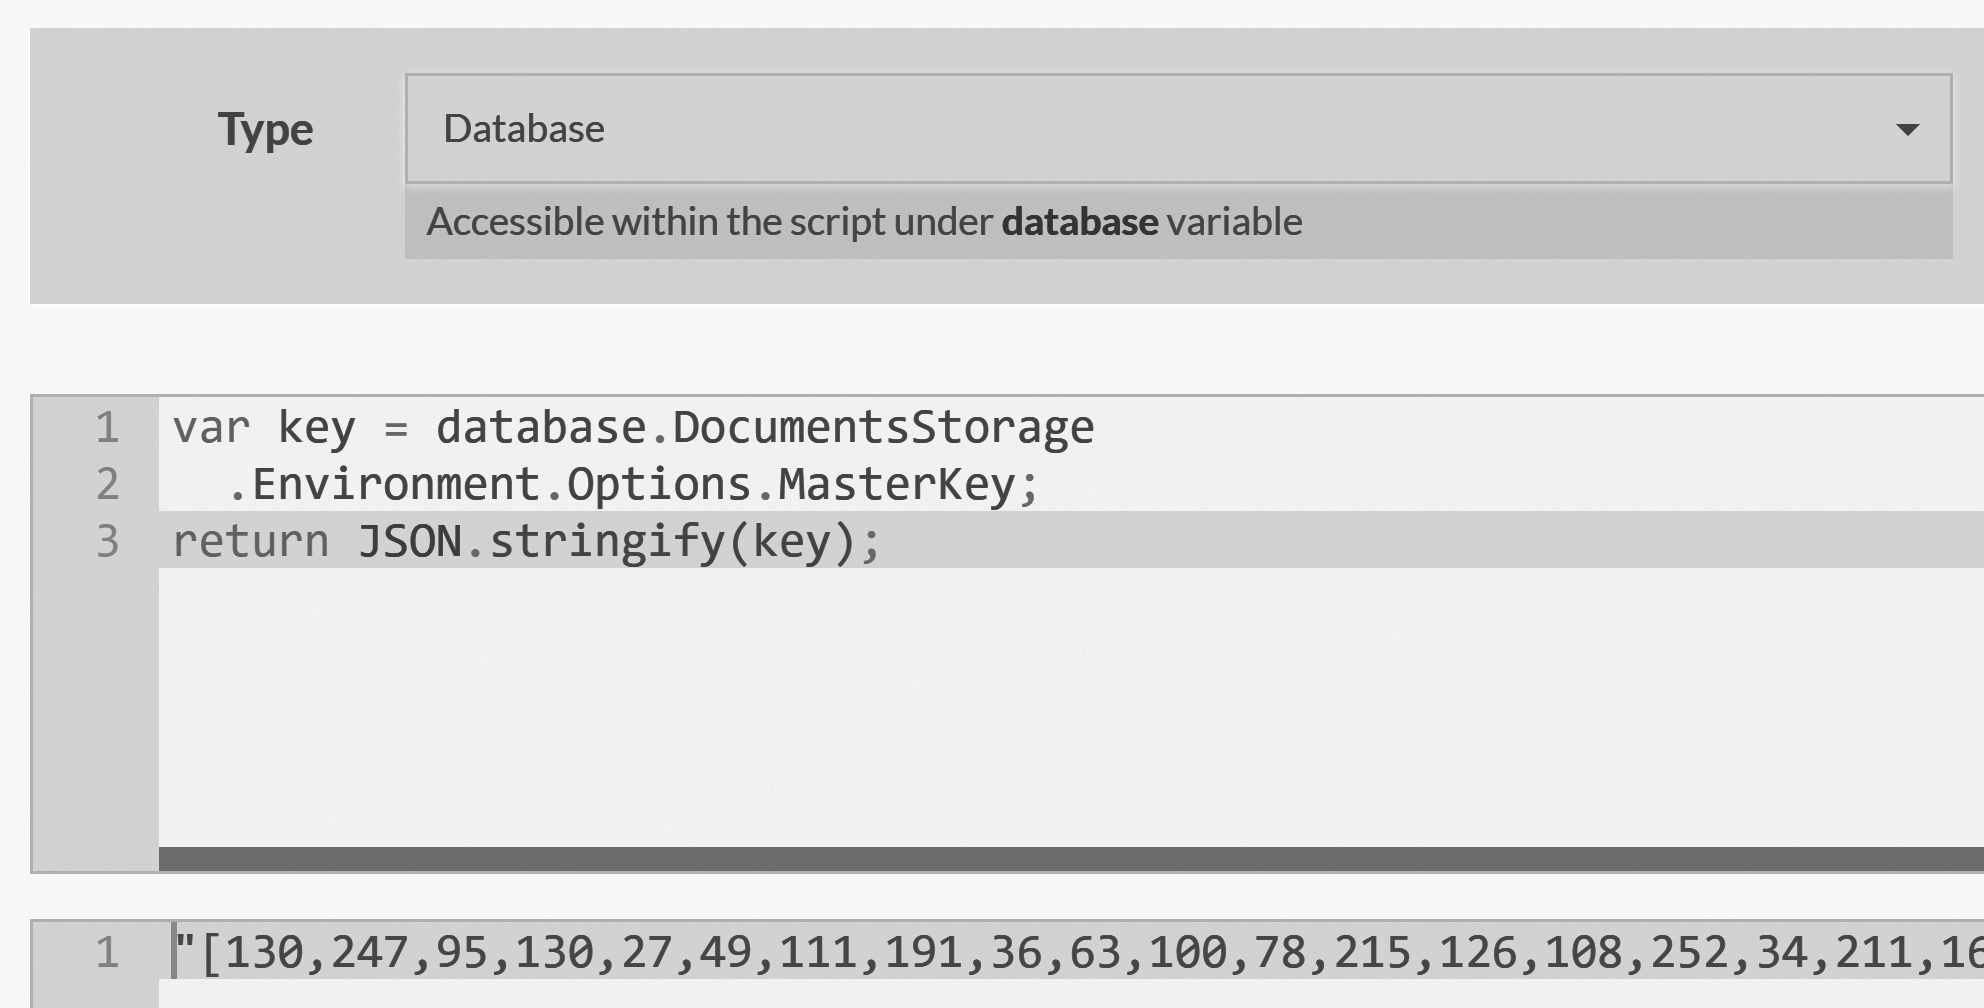 Type
Database
Accessible within the script under database variable
1 var key = database.DocumentsStorage
2   .Environment.Options.MasterKey;
3 return JSON.stringify(key);
1 "[130,247,95,130,27,49,111,191,36,63,100,78,215,126,108,252,34,211,16